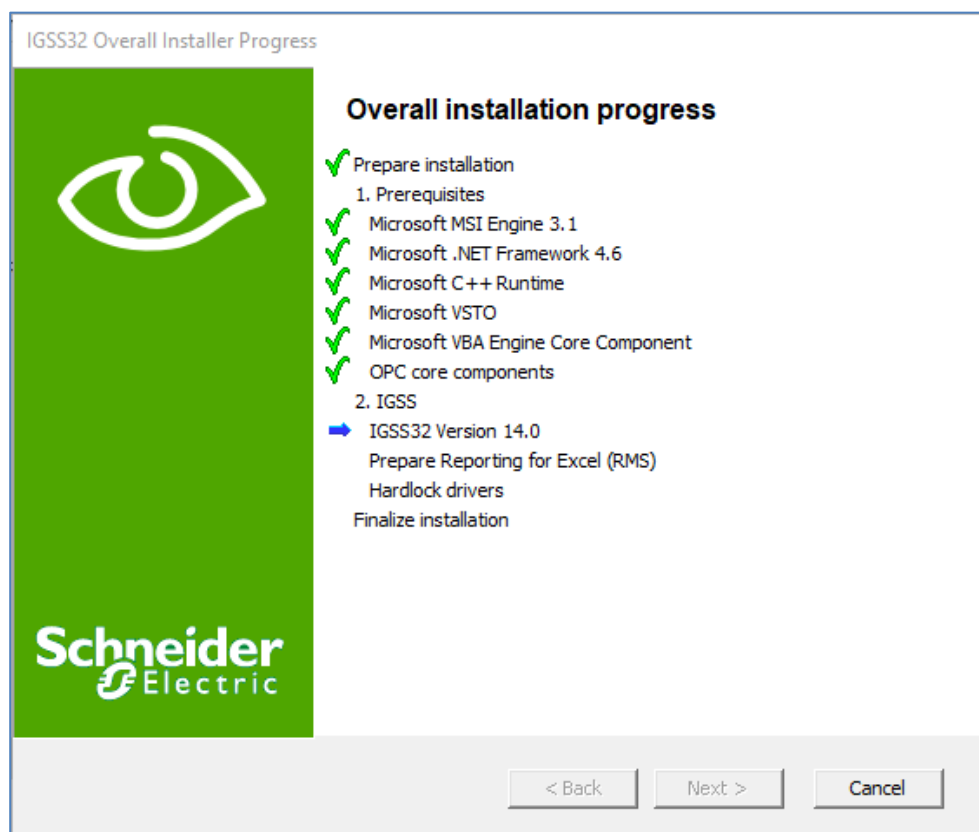 IGSS32 Overall Installer Progress
Overall installation progress
Prepare installation
1. Prerequisites
Microsoft MSI Engine 3.1
Microsoft .NET Framework 4.6
Microsoft C++ Runtime
Microsoft VSTO
Microsoft VBA Engine Core Component
OPC core components
2. IGSS
IGSS32 Version 14.0
Prepare Reporting for Excel (RMS)
Hardlock drivers
Finalize installation
Schneider
Electric
< Back Next > Cancel